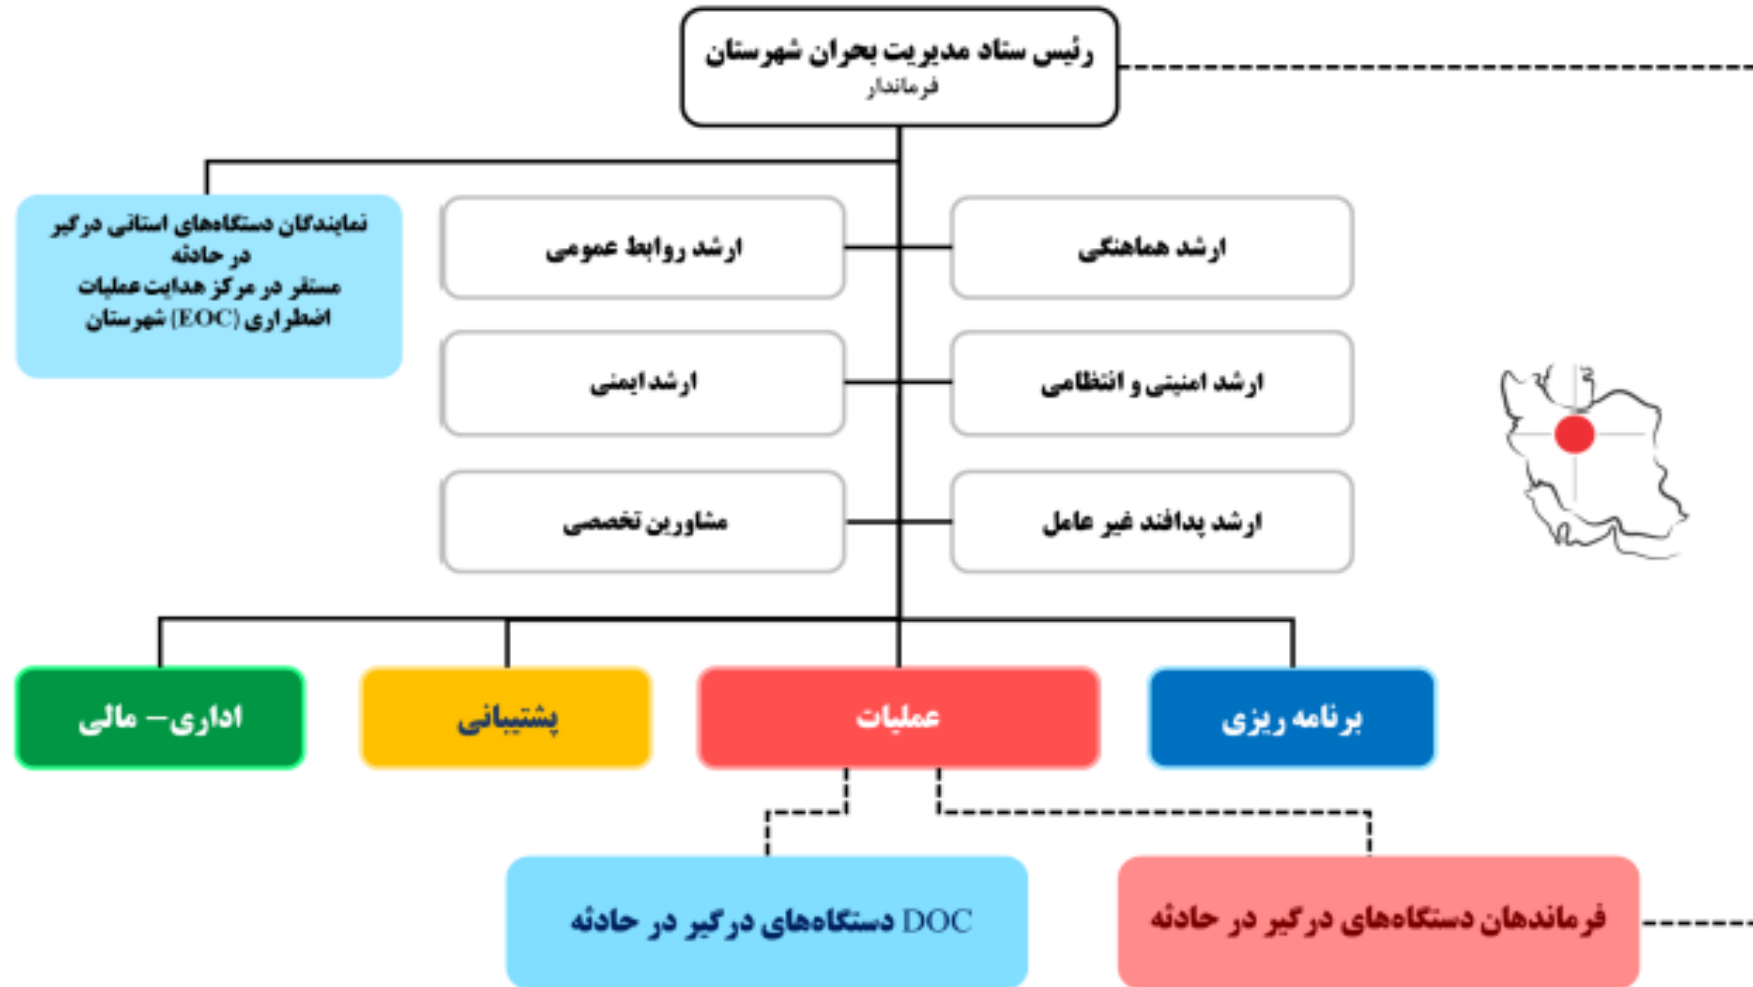 رئیس ستاد مدیریت بحران شهرستان
فرماندار
نمایندگان دستگاه‌های استانی درگیر
در حادثه
مستقر در مرکز هدایت عملیات
اضطراری (EOC) شهرستان
ارشد هماهنگی
ارشد روابط عمومی
ارشد امنیتی و انتظامی
ارشد ایمنی
ارشد پدافند غیر عامل
مشاورین تخصصی
برنامه ریزی
عملیات
پشتیبانی
اداری- مالی
فرماندهان دستگاه‌های درگیر در حادثه
DOC دستگاه‌های درگیر در حادثه